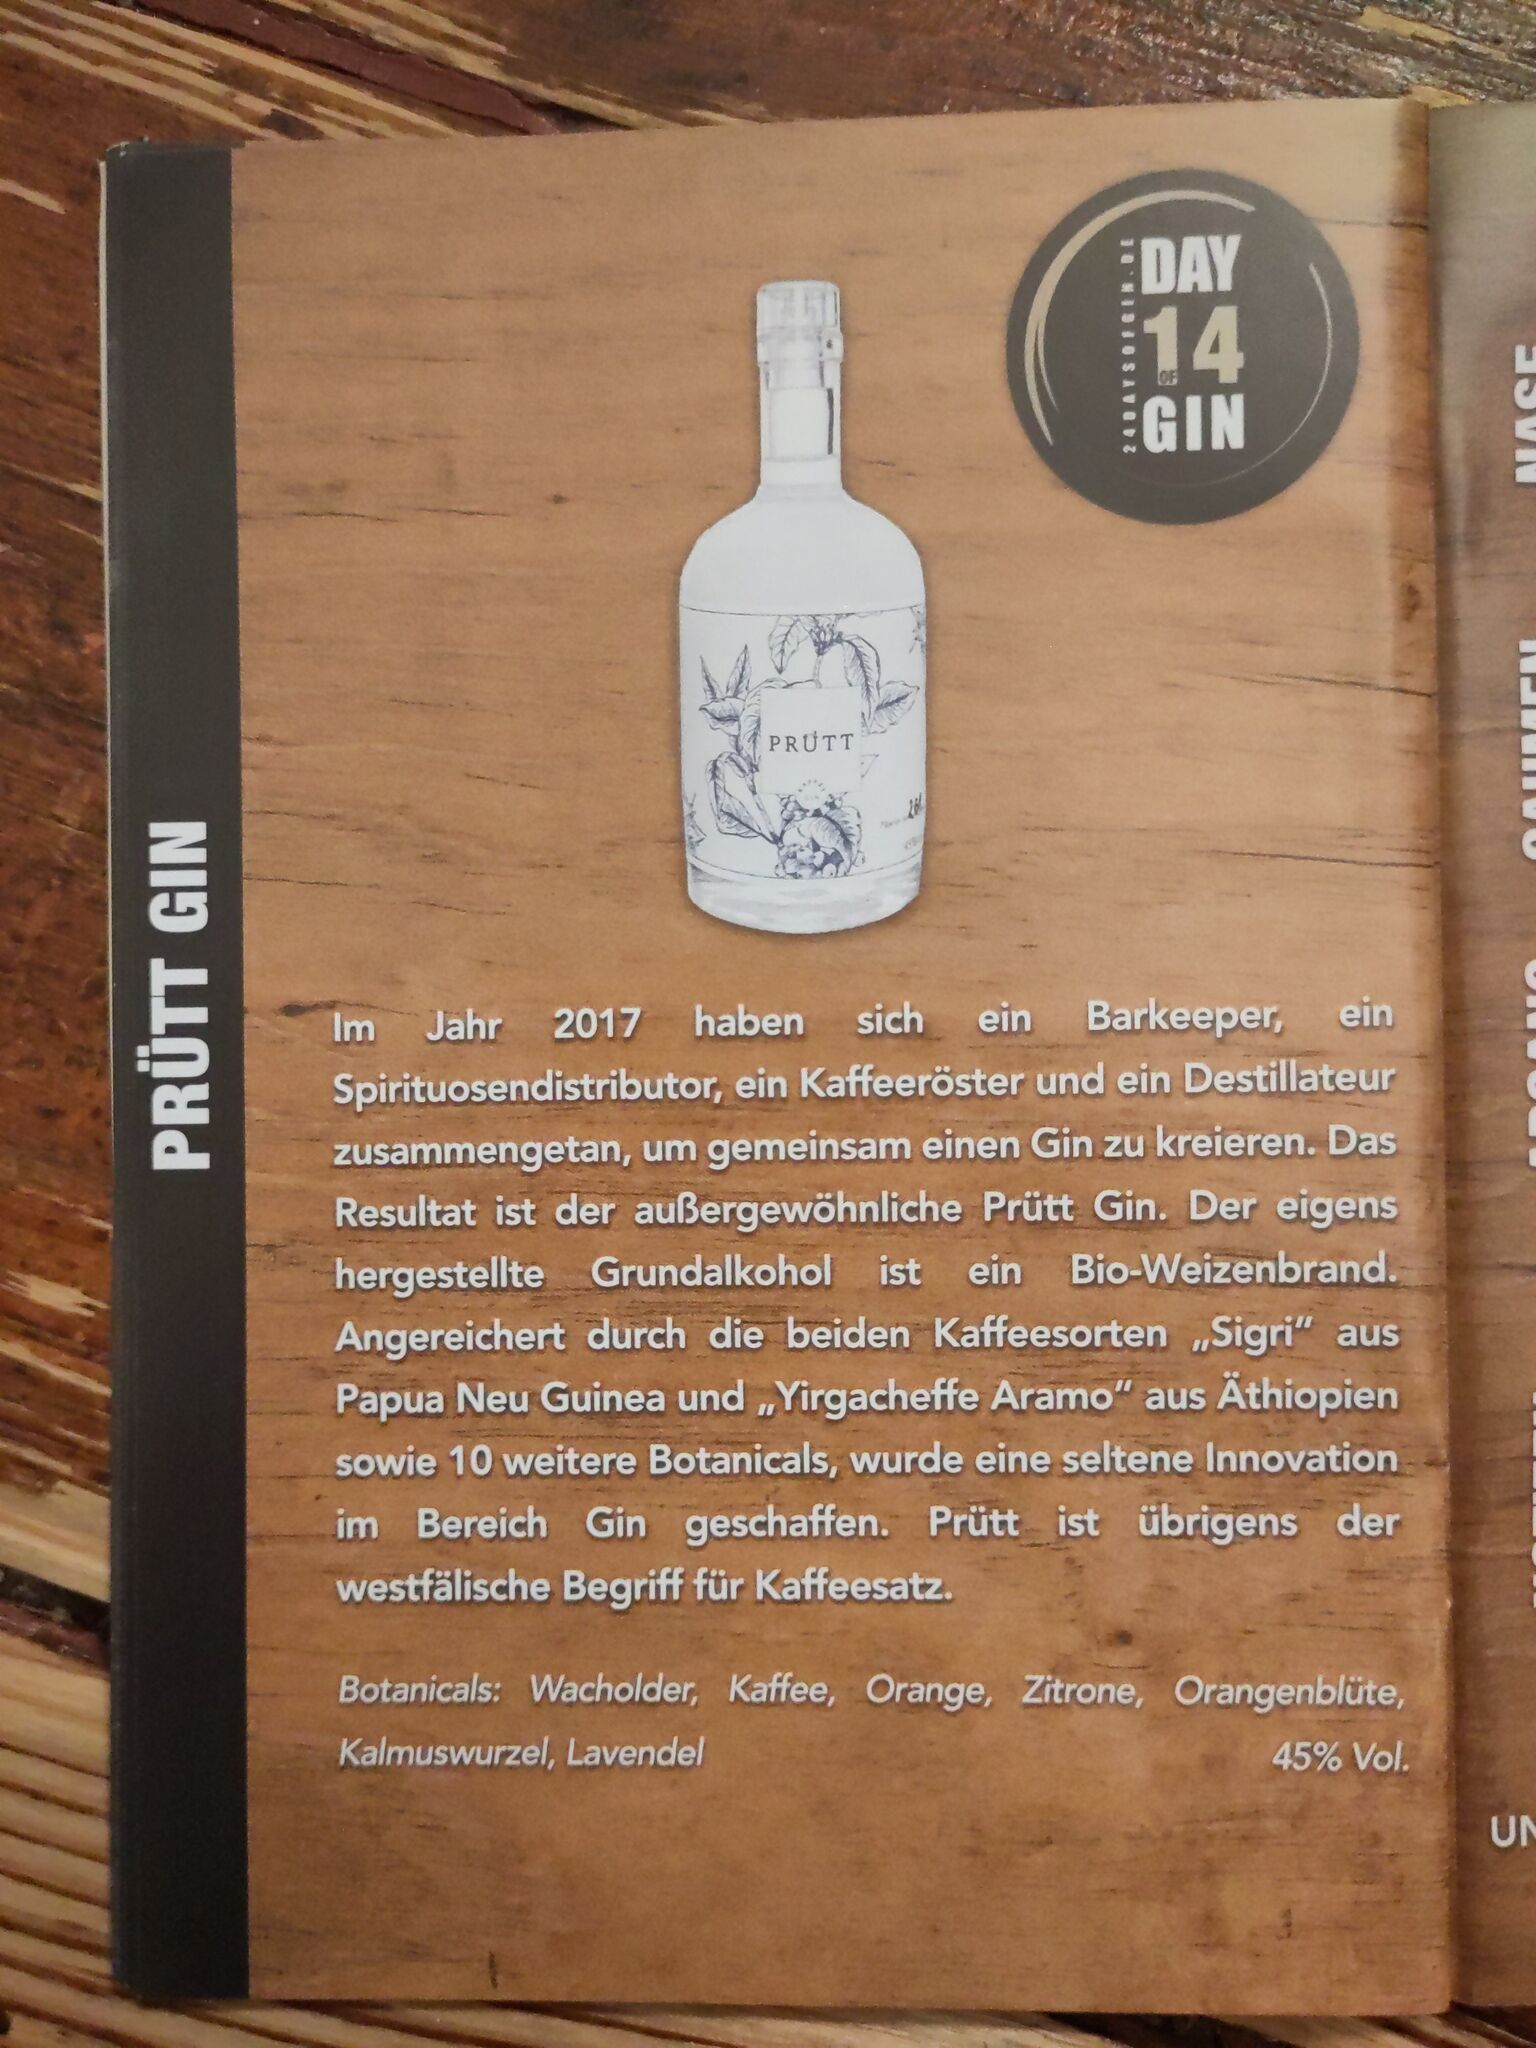 PRÜTT GIN
24DAYSOFGIN.DE
DAY
14
OF
GIN
PRÜTT
Im Jahr 2017 haben sich ein Barkeeper, ein
Spirituosendistributor, ein Kaffeeröster und ein Destillateur
zusammengetan, um gemeinsam einen Gin zu kreieren. Das
Resultat ist der außergewöhnliche Prütt Gin. Der eigens
hergestellte Grundalkohol ist ein Bio-Weizenbrand.
Angereichert durch die beiden Kaffeesorten „Sigri“ aus
Papua Neu Guinea und „Yirgacheffe Aramo“ aus Äthiopien
sowie 10 weitere Botanicals, wurde eine seltene Innovation
im Bereich Gin geschaffen. Prütt ist übrigens der
westfälische Begriff für Kaffeesatz.
Botanicals: Wacholder, Kaffee, Orange, Zitrone, Orangenblüte,
Kalmuswurzel, Lavendel 45% Vol.
NASE
GAUMEN
UN